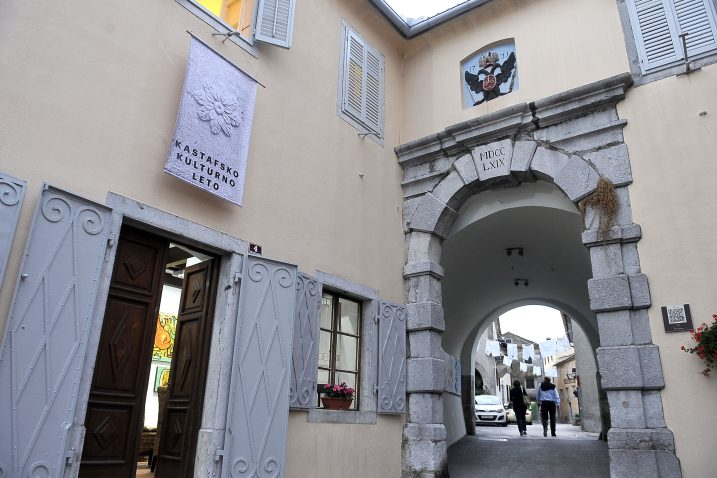 KASTAFSKO
KULTURNO
LETO
MDCC
LXIX
4